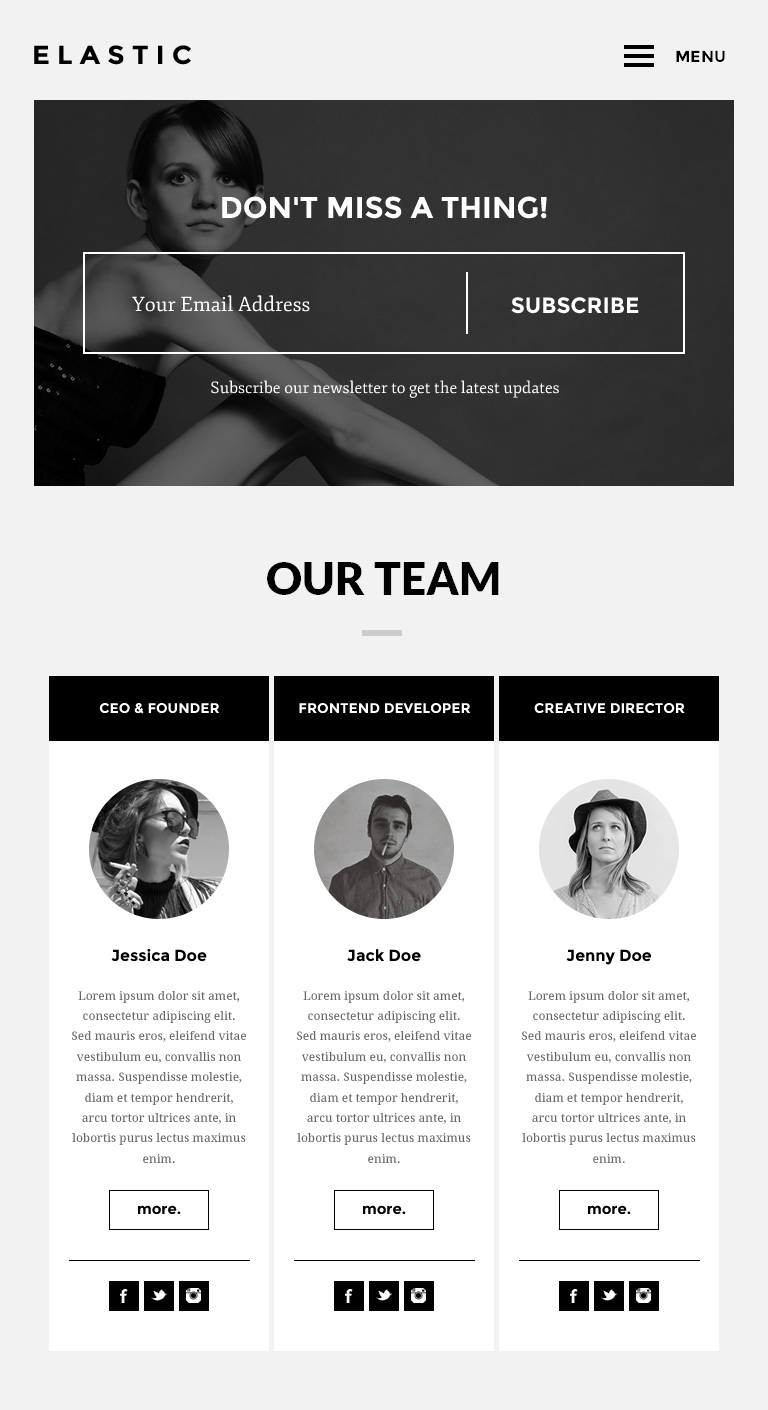 ELASTIC
MENU
DON'T MISS A THING!
Your Email Address
SUBSCRIBE
Subscribe our newsletter to get the latest updates
OUR TEAM
CEO & FOUNDER
Jessica Doe
Lorem ipsum dolor sit amet,
consectetur adipiscing elit.
Sed mauris eros, eleifend vitae
vestibulum eu, convallis non
massa. Suspendisse molestie,
diam et tempor hendrerit,
arcu tortor ultrices ante, in
lobortis purus lectus maximus
enim.
more.
FRONTEND DEVELOPER
Jack Doe
Lorem ipsum dolor sit amet,
consectetur adipiscing elit.
Sed mauris eros, eleifend vitae
vestibulum eu, convallis non
massa. Suspendisse molestie,
diam et tempor hendrerit,
arcu tortor ultrices ante, in
lobortis purus lectus maximus
enim.
more.
CREATIVE DIRECTOR
Jenny Doe
Lorem ipsum dolor sit amet,
consectetur adipiscing elit.
Sed mauris eros, eleifend vitae
vestibulum eu, convallis non
massa. Suspendisse molestie,
diam et tempor hendrerit,
arcu tortor ultrices ante, in
lobortis purus lectus maximus
enim.
more.